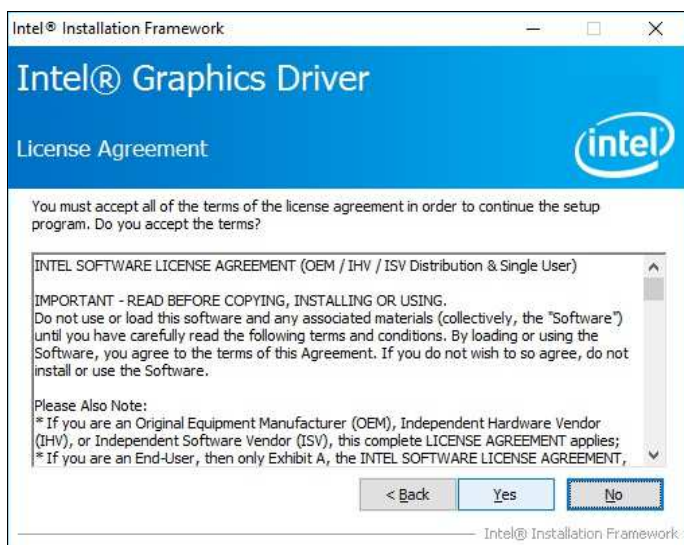 Intel® Installation Framework
Intel® Graphics Driver
License Agreement
intel
You must accept all of the terms of the license agreement in order to continue the setup
program. Do you accept the terms?
INTEL SOFTWARE LICENSE AGREEMENT (OEM / IHV / ISV Distribution & Single User)
IMPORTANT - READ BEFORE COPYING, INSTALLING OR USING.
Do not use or load this software and any associated materials (collectively, the "Software")
until you have carefully read the following terms and conditions. By loading or using the
Software, you agree to the terms of this Agreement. If you do not wish to so agree, do not
install or use the Software.
Please Also Note:
* If you are an Original Equipment Manufacturer (OEM), Independent Hardware Vendor
(IHV), or Independent Software Vendor (ISV), this complete LICENSE AGREEMENT applies;
* If you are an End-User, then only Exhibit A, the INTEL SOFTWARE LICENSE AGREEMENT,
< Back Yes No
Intel® Installation Framework